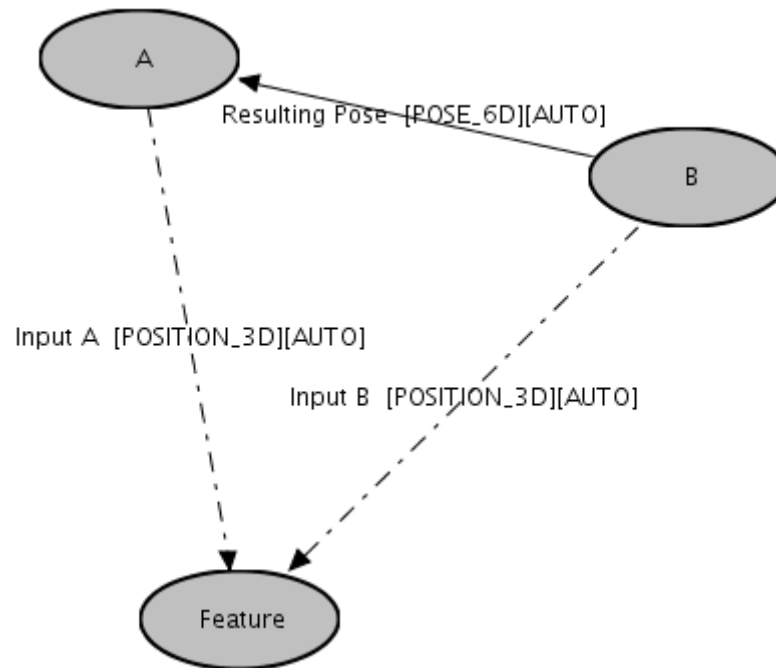 A
Resulting Pose [POSE_6D][AUTO]
B
Input A [POSITION_3D][AUTO]
Input B [POSITION_3D][AUTO]
Feature